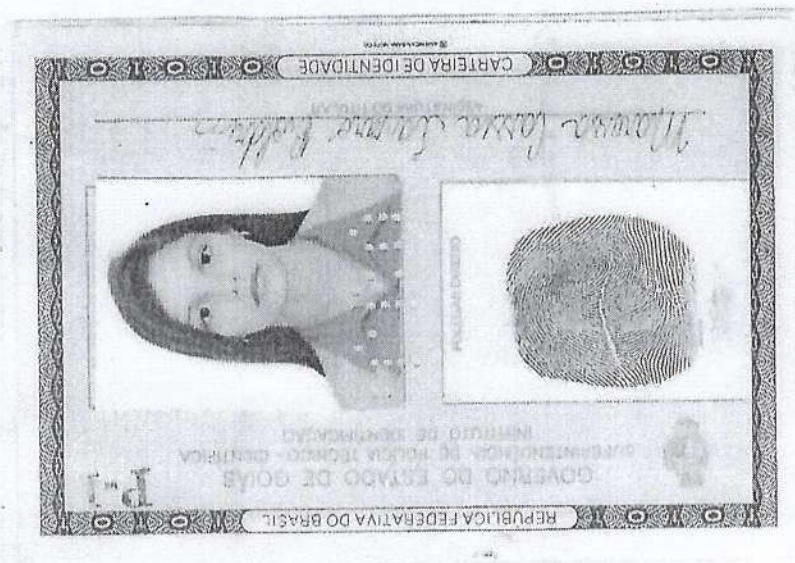 REPÚBLICA FEDERATIVA DO BRASIL
GOVERNO DO ESTADO DE GOIÁS
SUPERINTENDÊNCIA DE POLÍCIA TÉCNICO-CIENTÍFICA
INSTITUTO DE IDENTIFICAÇÃO
P-1
POLEGAR DIREITO
ASSINATURA DO TITULAR
CARTEIRA DE IDENTIDADE